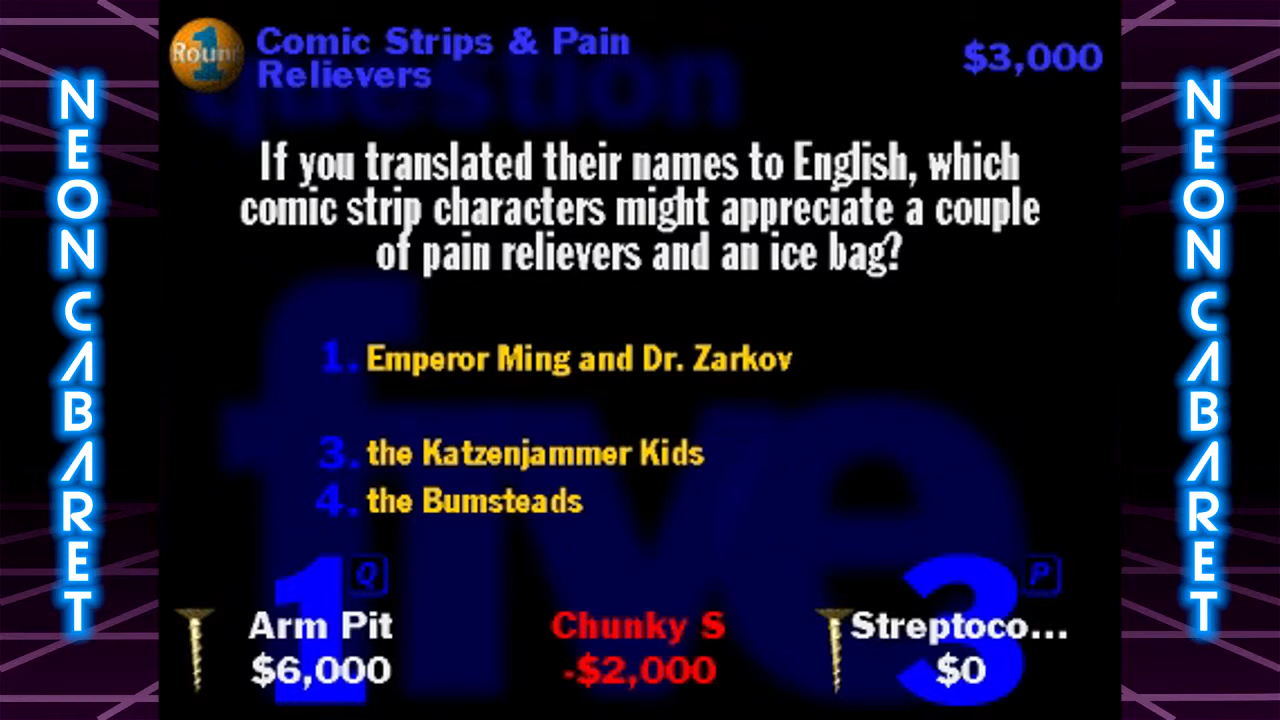 NEON CABARET
Round 1
Comic Strips & Pain
Relievers
$3,000
question
If you translated their names to English, which
comic strip characters might appreciate a couple
of pain relievers and an ice bag?
five
1. Emperor Ming and Dr. Zarkov
3. the Katzenjammer Kids
4. the Bumsteads
1 Q
3 P
Arm Pit
Chunky S
Streptoco...
$6,000
-$2,000
$0
NEON CABARET